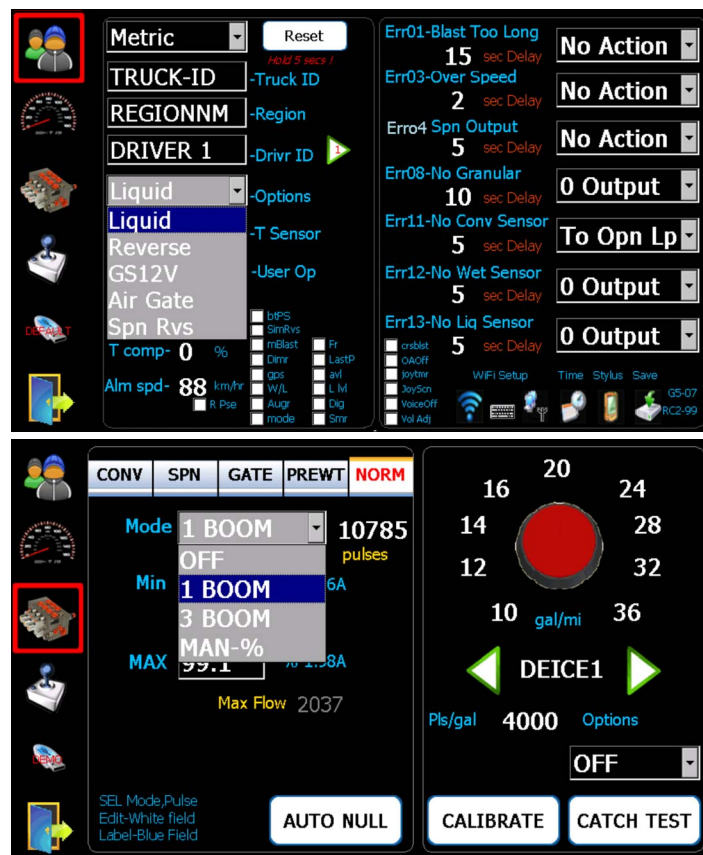 Metric
Reset
Hold 5 secs !
TRUCK-ID -Truck ID
REGIONNM -Region
DRIVER 1 -Drivr ID 1
Liquid -Options
Liquid
Reverse -T Sensor
GS12V -User Op
Air Gate
Spn Rvs
DEFAULT
T comp- 0 %
Alm spd- 88 km/hr
R Pse
btPS
SimRvs
mBlast Fr
Dimr LastP
gps avl
W/L L lvl
Augr Dig
mode Smr
Err01-Blast Too Long
15 sec Delay No Action
Err03-Over Speed
2 sec Delay No Action
Erro4 Spn Output
5 sec Delay No Action
Err08-No Granular
10 sec Delay 0 Output
Err11-No Conv Sensor
5 sec Delay To Opn Lp
Err12-No Wet Sensor
5 sec Delay 0 Output
Err13-No Liq Sensor
5 sec Delay 0 Output
crsblst
OAOff
joytmr
JoyScn
VoiceOff
Vol Adj
WiFi Setup Time Stylus Save
G5-07
RC2-99
CONV SPN GATE PREWT NORM
Mode 1 BOOM 10785
pulses
OFF
Min 1 BOOM 6A
3 BOOM
MAN-%
MAX 99.1 % 1.98A
Max Flow 2037
DEMO
SEL Mode,Pulse
Edit-White field
Label-Blue Field
AUTO NULL
20
16 24
14 28
12 32
10 gal/mi 36
DEICE1
Pls/gal 4000 Options
OFF
CALIBRATE CATCH TEST